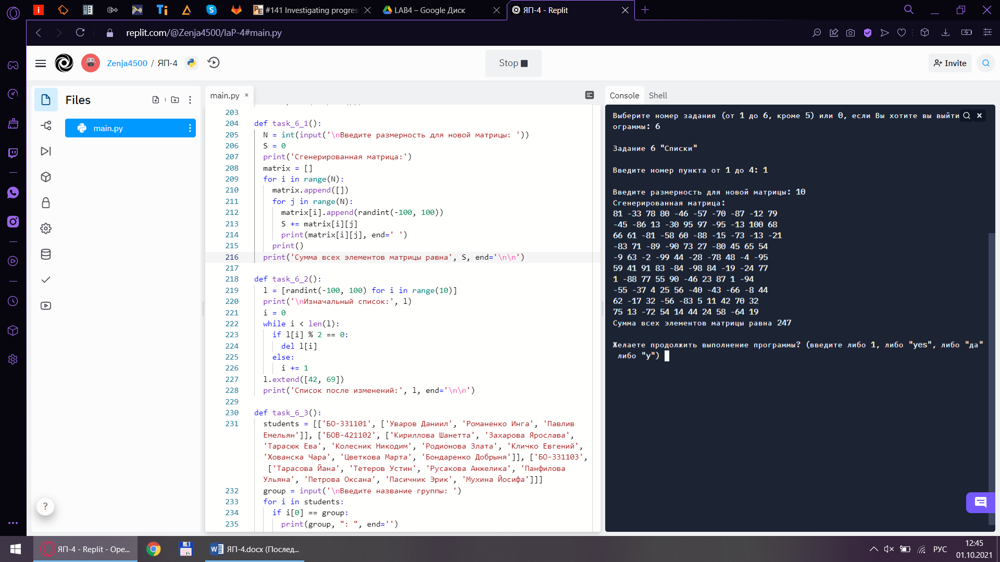 #141 Investigating progres
LAB4 – Google Диск
ЯП-4 - Replit
replit.com/@Zenja4500/IaP-4#main.py
Zenja4500 / ЯП-4
Stop
Invite
Files
main.py
main.py ×
Console
Shell
203
204 def task_6_1():
205 N = int(input('\nВведите размерность для новой матрицы: '))
206 S = 0
207 print('Сгенерированная матрица:')
208 matrix = []
209 for i in range(N):
210 matrix.append([])
211 for j in range(N):
212 matrix[i].append(randint(-100, 100))
213 S += matrix[i][j]
214 print(matrix[i][j], end=' ')
215 print()
216 print('Сумма всех элементов матрицы равна', S, end='\n\n')
217
218 def task_6_2():
219 l = [randint(-100, 100) for i in range(10)]
220 print('\nИзначальный список:', l)
221 i = 0
222 while i < len(l):
223 if l[i] % 2 == 0:
224 del l[i]
225 else:
226 i += 1
227 l.extend([42, 69])
228 print('Список после изменений:', l, end='\n\n')
229
230 def task_6_3():
231 students = [['БО-331101', ['Уваров Даниил', 'Романенко Инга', 'Павлив
Емельян']], ['БОВ-421102', ['Кириллова Шанетта', 'Захарова Ярослава',
'Тарасюк Ева', 'Колесник Никодим', 'Родионова Злата', 'Кличко Евгений',
'Хованска Чара', 'Цветкова Марта', 'Бондаренко Добрыня']], ['БО-331103',
['Тарасова Йана', 'Тетеров Устин', 'Русакова Анжелика', 'Панфилова
Ульяна', 'Петрова Оксана', 'Пасичник Эрик', 'Мухина Йосифа']]]
232 group = input('\nВведите название группы: ')
233 for i in students:
234 if i[0] == group:
235 print(group, ": ", end='')
Выберите номер задания (от 1 до 6, кроме 5) или 0, если Вы хотите вы выйти
ограммы: 6
Задание 6 "Списки"
Введите номер пункта от 1 до 4: 1
Введите размерность для новой матрицы: 10
Сгенерированная матрица:
81 -33 78 80 -46 -57 -70 -87 -12 79
-45 -86 13 -30 95 97 -95 -13 100 68
66 61 -81 -58 60 -88 -15 -73 -13 -21
-83 71 -89 -90 73 27 -80 45 65 54
-9 63 -2 -99 44 -28 -78 48 -4 -95
59 41 91 83 -84 -98 84 -19 -24 77
1 -88 77 55 90 -46 23 87 1 -94
-55 -37 4 25 56 -40 -43 -66 -8 44
62 -17 32 -56 -83 5 11 42 70 32
75 13 -72 54 14 44 24 58 -64 19
Сумма всех элементов матрицы равна 247
Желаете продолжить выполнение программы? (введите либо 1, либо "yes", либо "да"
либо "y")
?
ЯП-4 - Replit - Ope...
ЯП-4.docx (Послед...
РУС
12:45
01.10.2021